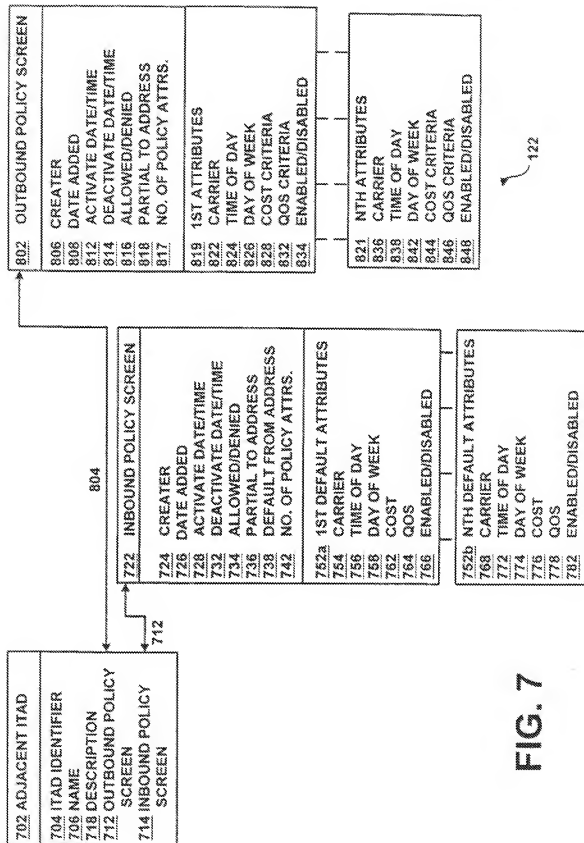 702 ADJACENT ITAD
704 ITAD IDENTIFIER
706 NAME
718 DESCRIPTION
712 OUTBOUND POLICY
SCREEN
714 INBOUND POLICY
SCREEN
804
712
722 INBOUND POLICY SCREEN
724 CREATER
726 DATE ADDED
728 ACTIVATE DATE/TIME
732 DEACTIVATE DATE/TIME
734 ALLOWED/DENIED
736 PARTIAL TO ADDRESS
738 DEFAULT FROM ADDRESS
742 NO. OF POLICY ATTRS.
752a 1ST DEFAULT ATTRIBUTES
754 CARRIER
756 TIME OF DAY
758 DAY OF WEEK
762 COST
764 QOS
766 ENABLED/DISABLED
752b NTH DEFAULT ATTRIBUTES
768 CARRIER
772 TIME OF DAY
774 DAY OF WEEK
776 COST
778 QOS
782 ENABLED/DISABLED
802 OUTBOUND POLICY SCREEN
806 CREATER
808 DATE ADDED
812 ACTIVATE DATE/TIME
814 DEACTIVATE DATE/TIME
816 ALLOWED/DENIED
818 PARTIAL TO ADDRESS
817 NO. OF POLICY ATTRS.
819 1ST ATTRIBUTES
822 CARRIER
824 TIME OF DAY
826 DAY OF WEEK
828 COST CRITERIA
832 QOS CRITERIA
834 ENABLED/DISABLED
821 NTH ATTRIBUTES
836 CARRIER
838 TIME OF DAY
842 DAY OF WEEK
844 COST CRITERIA
846 QOS CRITERIA
848 ENABLED/DISABLED
122
FIG. 7